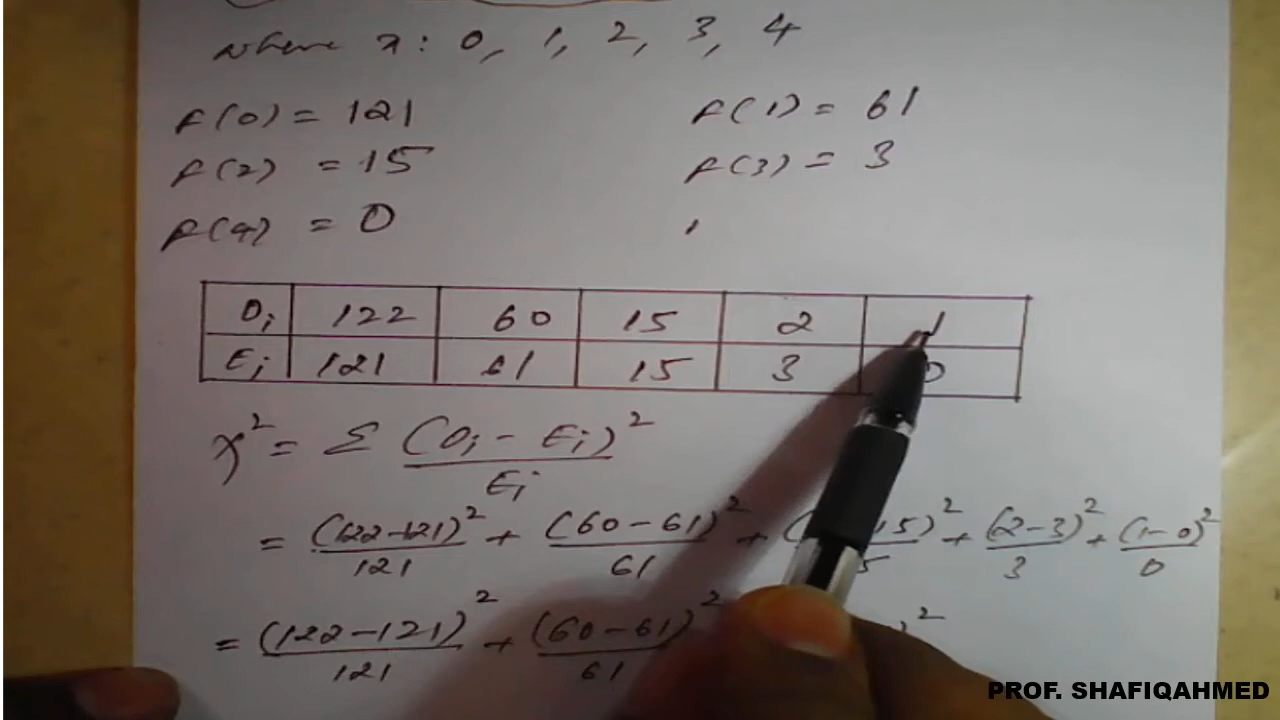 where x: 0, 1, 2, 3, 4
F(0) = 121 F(1) = 61
F(2) = 15 F(3) = 3
F(4) = 0
Oi 122 60 15 2 1
Ei 121 61 15 3 0
χ² = Σ (Oi - Ei)² / Ei
= (122-121)² / 121 + (60-61)² / 61 + ( 15)² / 5 + (2-3)² / 3 + (1-0)² / 0
= (122-121)² / 121 + (60-61)² / 61 )²
PROF. SHAFIQAHMED